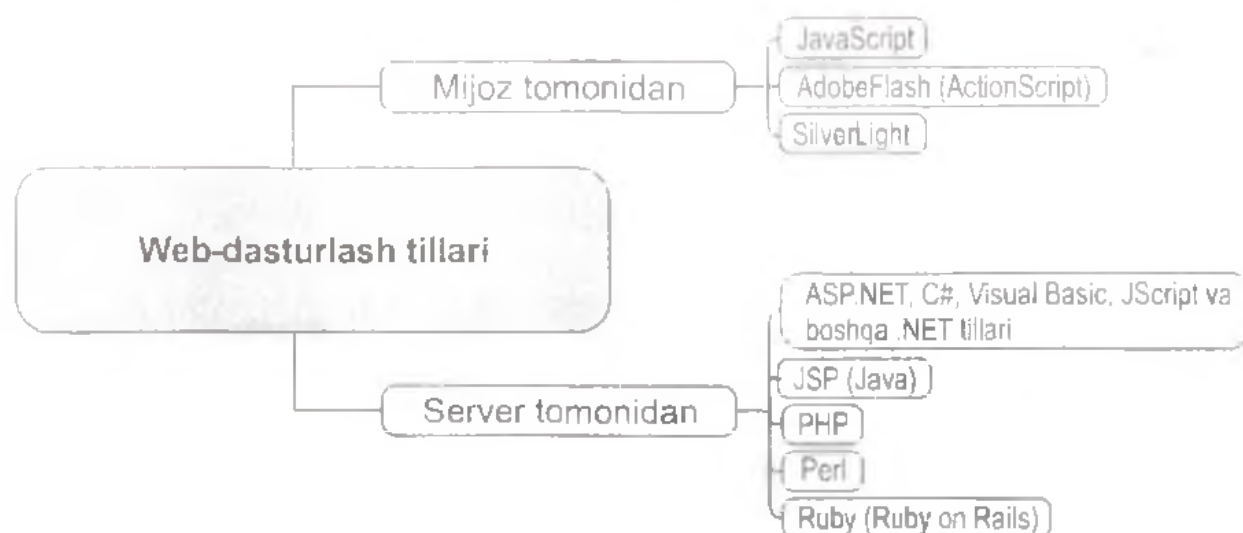 JavaScript
Mijoz tomonidan
AdobeFlash (ActionScript)
SilverLight
Web-dasturlash tillari
ASP.NET, C#, Visual Basic, JScript va
boshqa .NET tillari
JSP (Java)
Server tomonidan
PHP
Perl
Ruby (Ruby on Rails)